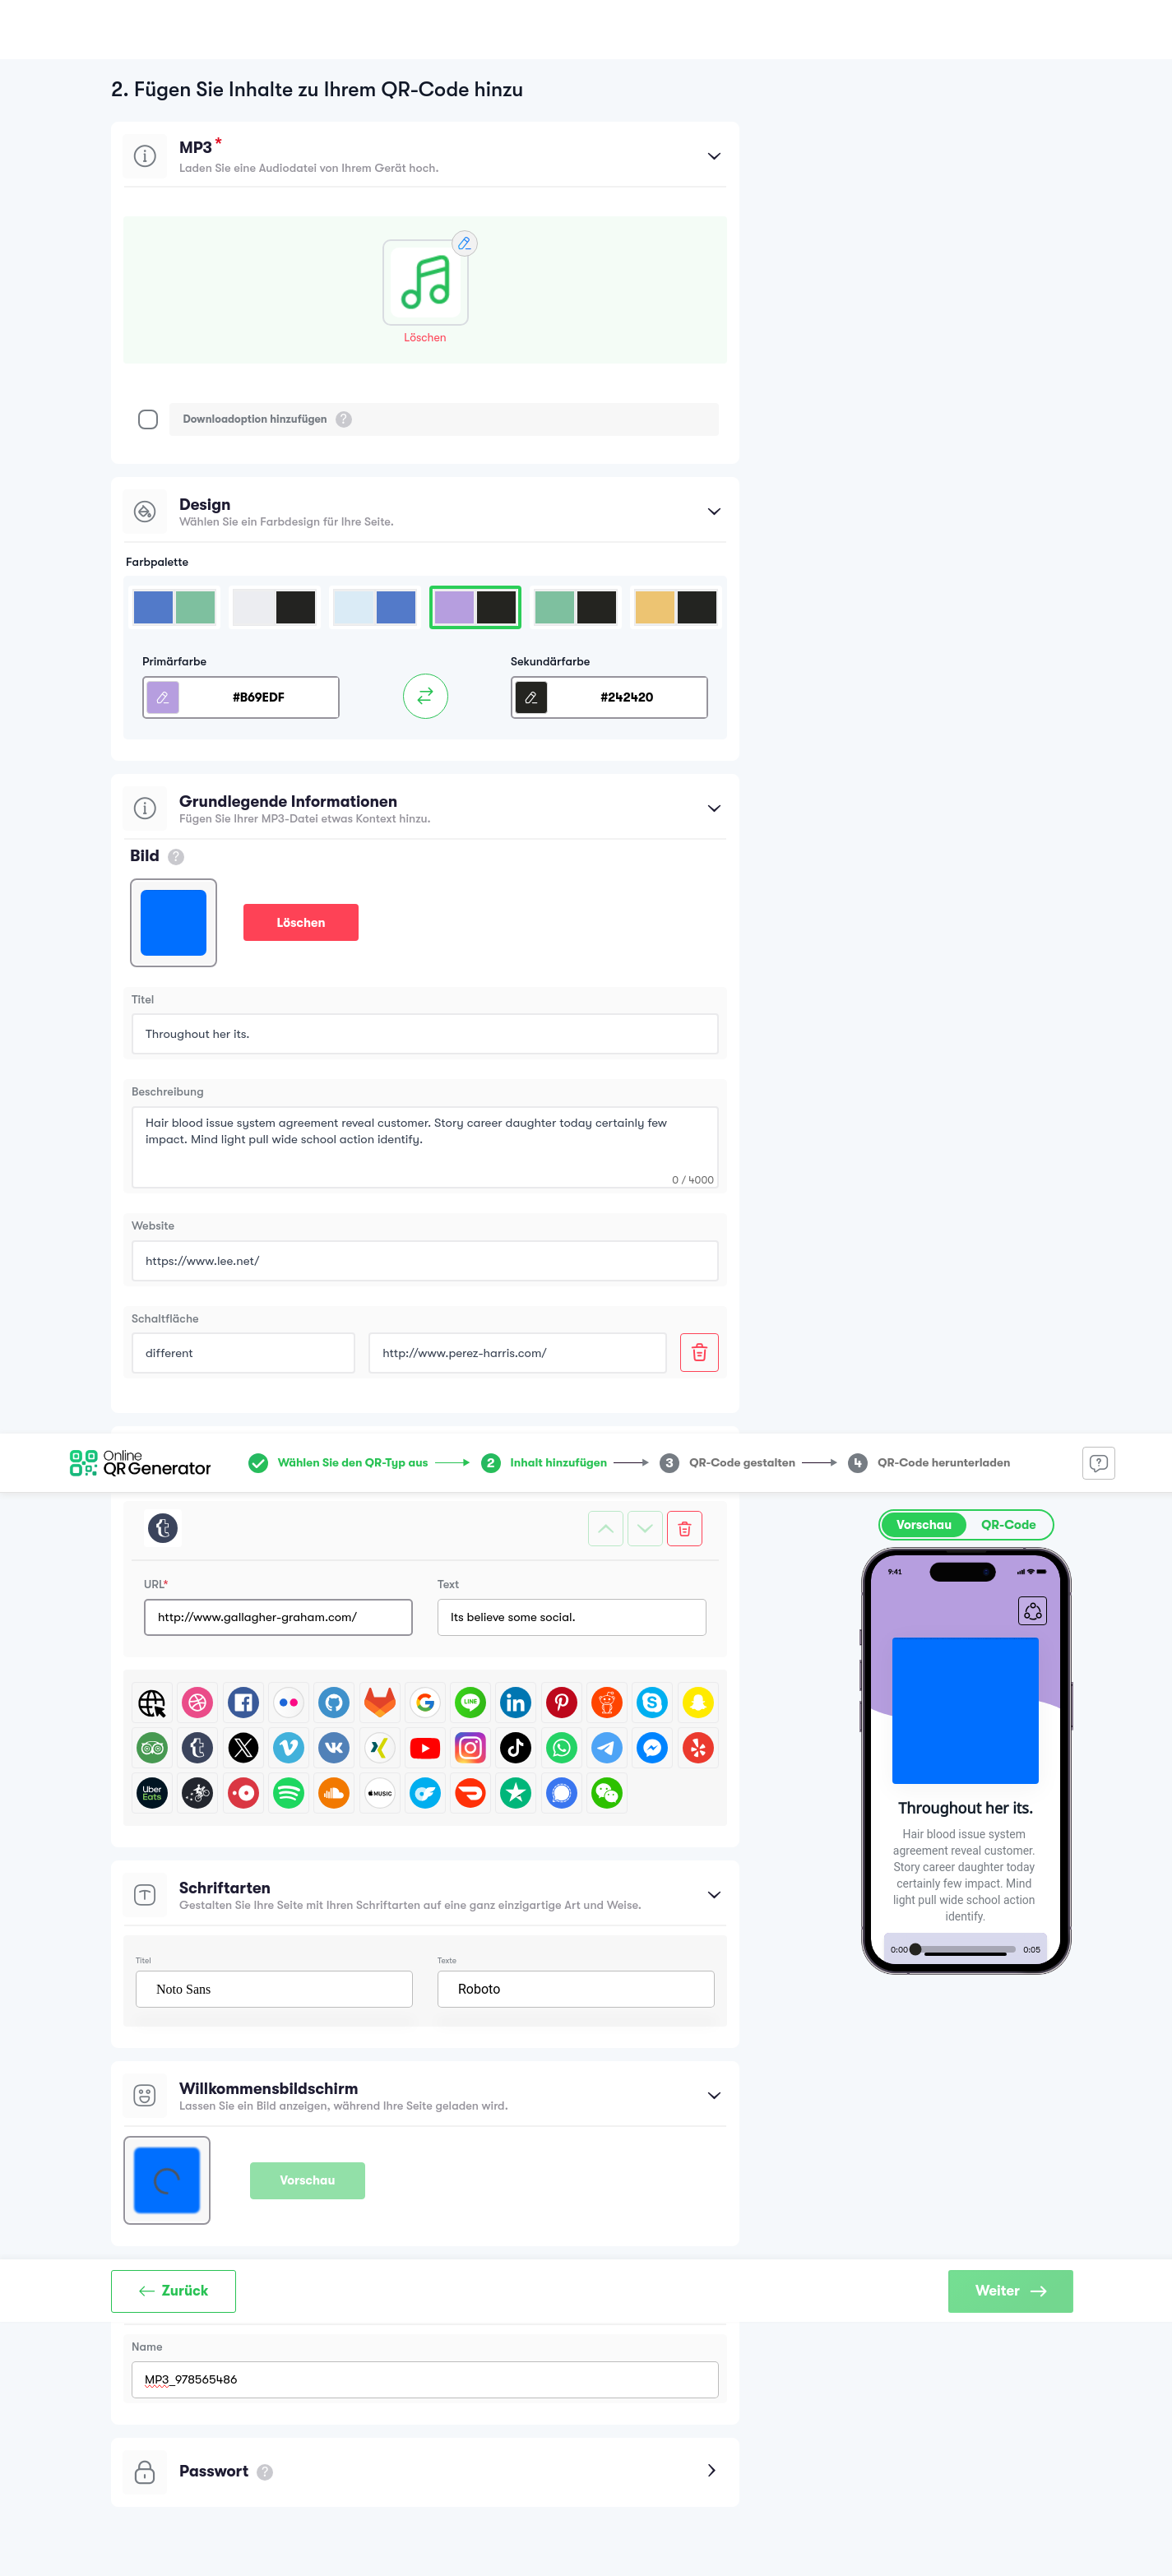 2. Fügen Sie Inhalte zu Ihrem QR-Code hinzu
MP3 *
Laden Sie eine Audiodatei von Ihrem Gerät hoch.
Löschen
Downloadoption hinzufügen ?
Design
Wählen Sie ein Farbdesign für Ihre Seite.
Farbpalette
Primärfarbe
Sekundärfarbe
#B69EDF
#242420
Grundlegende Informationen
Fügen Sie Ihrer MP3-Datei etwas Kontext hinzu.
Bild ?
Löschen
Titel
Throughout her its.
Beschreibung
Hair blood issue system agreement reveal customer. Story career daughter today certainly few
impact. Mind light pull wide school action identify.
0 / 4000
Website
https://www.lee.net/
Schaltfläche
different
http://www.perez-harris.com/
Online
QR Generator
Wählen Sie den QR-Typ aus
2 Inhalt hinzufügen
3 QR-Code gestalten
4 QR-Code herunterladen
?
URL*
Text
http://www.gallagher-graham.com/
Its believe some social.
LINE
Uber
Eats
MUSIC
Schriftarten
Gestalten Sie Ihre Seite mit Ihren Schriftarten auf eine ganz einzigartige Art und Weise.
Titel
Texte
Noto Sans
Roboto
Willkommensbildschirm
Lassen Sie ein Bild anzeigen, während Ihre Seite geladen wird.
Vorschau
Vorschau
QR-Code
9:41
Throughout her its.
Hair blood issue system
agreement reveal customer.
Story career daughter today
certainly few impact. Mind
light pull wide school action
identify.
0:00
0:05
Zurück
Weiter
Name
MP3_978565486
Passwort ?